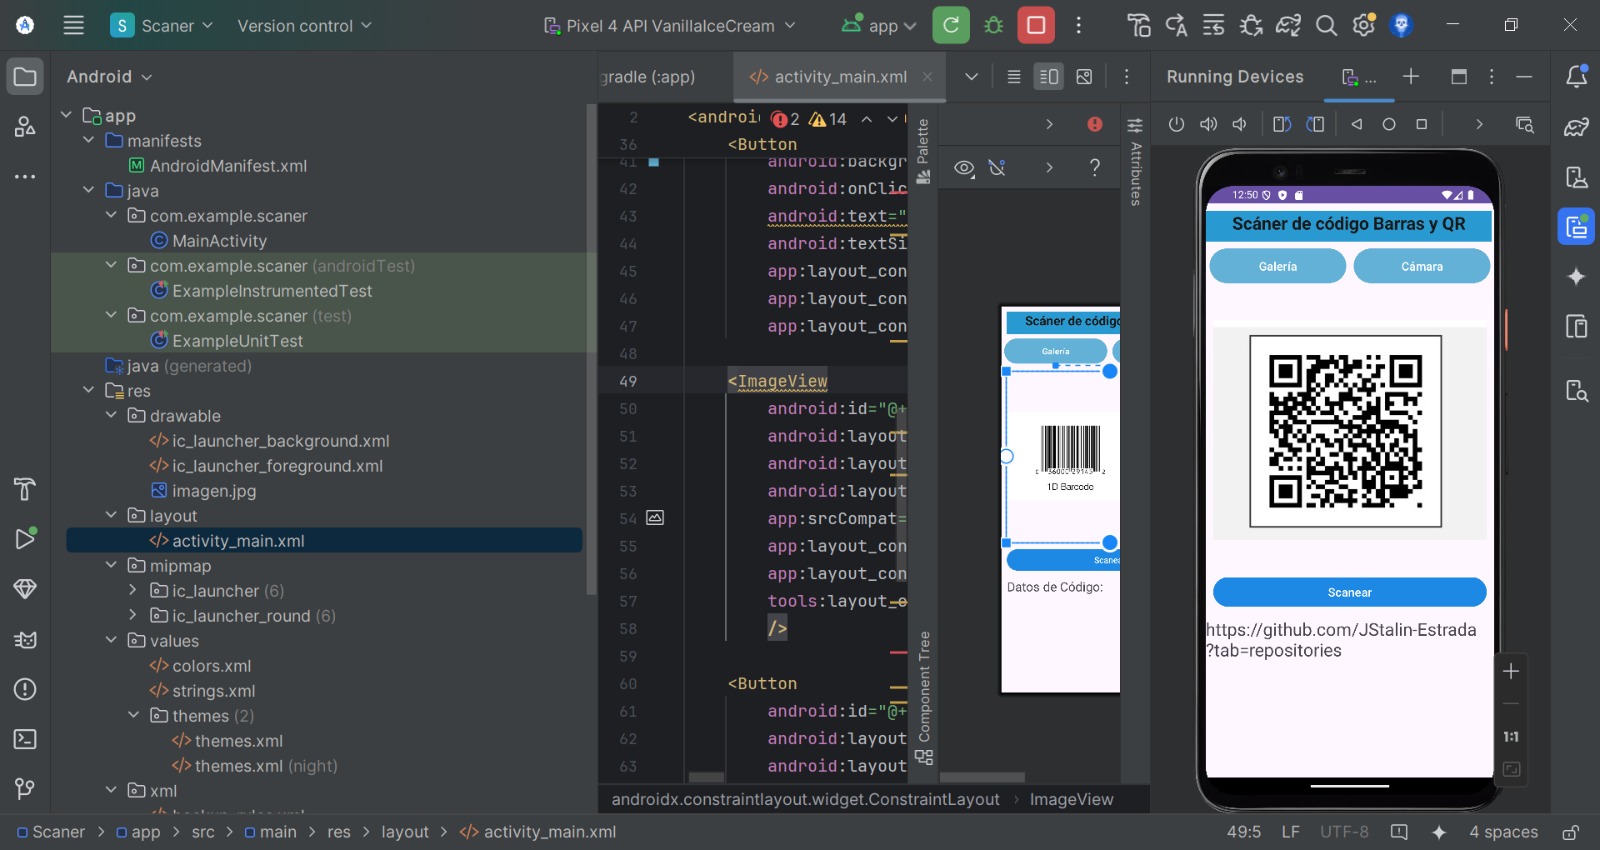 S Scaner
Version control
Pixel 4 API VanillaIceCream
app
Android
app
manifests
AndroidManifest.xml
java
com.example.scaner
MainActivity
com.example.scaner (androidTest)
ExampleInstrumentedTest
com.example.scaner (test)
ExampleUnitTest
java (generated)
res
drawable
ic_launcher_background.xml
ic_launcher_foreground.xml
imagen.jpg
layout
activity_main.xml
mipmap
ic_launcher (6)
ic_launcher_round (6)
values
colors.xml
strings.xml
themes (2)
themes.xml
themes.xml (night)
xml
gradle (:app)
activity_main.xml
2 <androi 2 14
36 <Button
41 android:backgr
42 android:onClic
43 android:text="
44 android:textSi
45 app:layout_con
46 app:layout_con
47 app:layout_con
48
49 <ImageView
50 android:id="@+
51 android:layout
52 android:layout
53 android:layout
54 app:srcCompat=
55 app:layout_con
56 app:layout_con
57 tools:layout_e
58 />
59
60 <Button
61 android:id="@+
62 android:layout
63 android:layout
androidx.constraintlayout.widget.ConstraintLayout > ImageView
Palette
Component Tree
Attributes
?
Scáner de código
Galería
1D Barcode
Scanea
Datos de Código:
Running Devices
...
12:50
Scáner de código Barras y QR
Galería
Cámara
Scanear
https://github.com/JStalin-Estrada
?tab=repositories
1:1
Scaner > app > src > main > res > layout > activity_main.xml
49:5 LF UTF-8 4 spaces